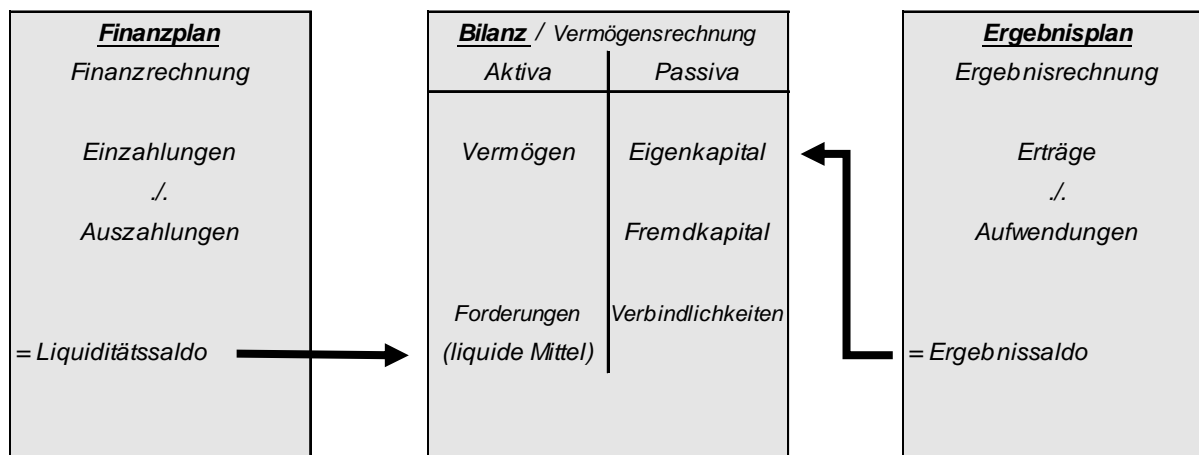 Finanzplan
Finanzrechnung
Einzahlungen
./.
Auszahlungen
= Liquiditätssaldo
Bilanz / Vermögensrechnung
Aktiva Passiva
Vermögen Eigenkapital
Fremdkapital
Forderungen Verbindlichkeiten
(liquide Mittel)
Ergebnisplan
Ergebnisrechnung
Erträge
./.
Aufwendungen
= Ergebnissaldo